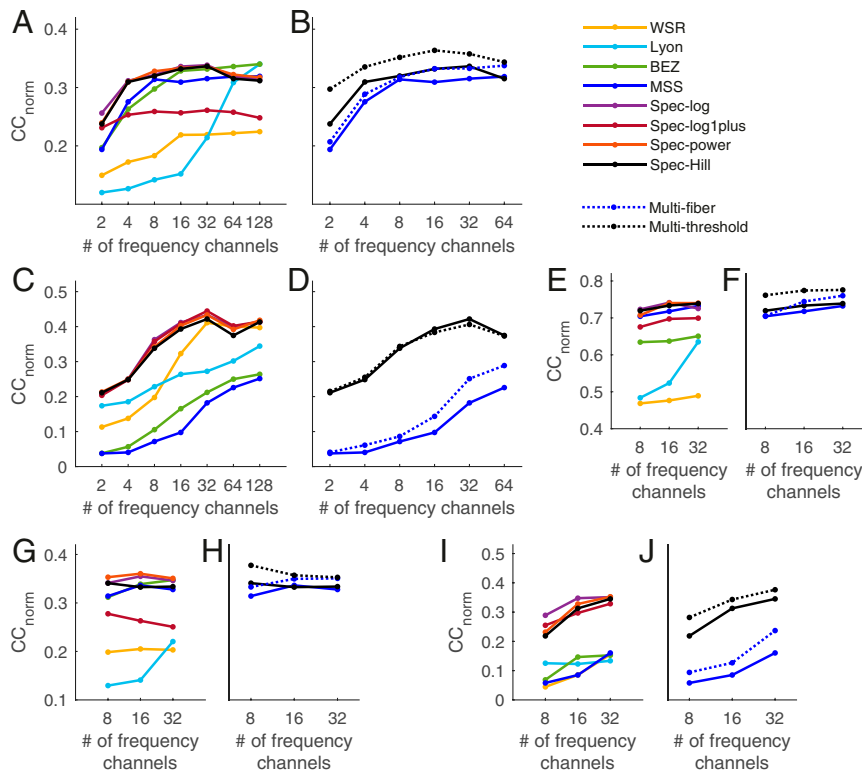 A
B
WSR
Lyon
BEZ
MSS
Spec-log
Spec-log1plus
Spec-power
Spec-Hill
Multi-fiber
Multi-threshold
0.4
0.3
0.2
CCnorm
2 4 8 16 32 64 128
# of frequency channels
2 4 8 16 32 64
# of frequency channels
C
D
E
F
0.5
0.4
0.3
0.2
0.1
0
CCnorm
2 4 8 16 32 64 128
# of frequency channels
2 4 8 16 32 64
# of frequency channels
0.8
0.7
0.6
0.5
0.4
CCnorm
8 16 32
# of frequency
channels
8 16 32
# of frequency
channels
G
H
I
J
0.4
0.3
0.2
0.1
CCnorm
8 16 32
# of frequency
channels
8 16 32
# of frequency
channels
0.5
0.4
0.3
0.2
0.1
0
CCnorm
8 16 32
# of frequency
channels
8 16 32
# of frequency
channels